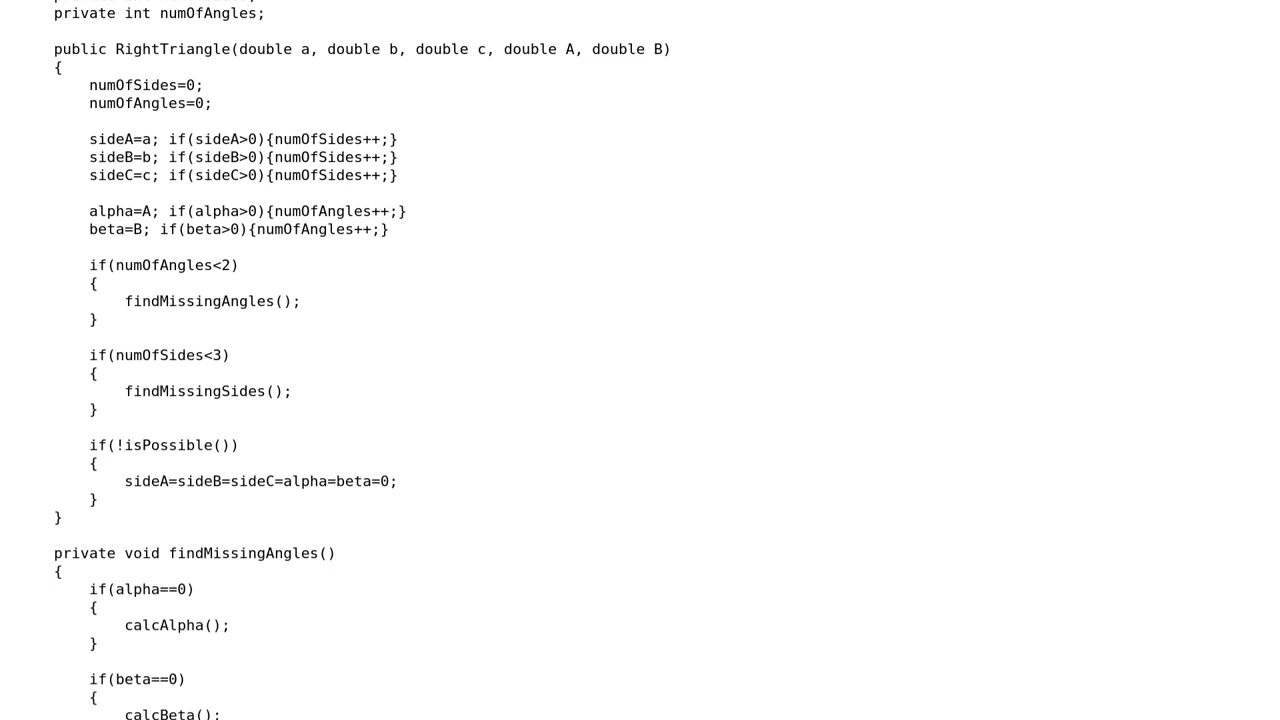 private int numOfAngles;
public RightTriangle(double a, double b, double c, double A, double B)
{
numOfSides=0;
numOfAngles=0;
sideA=a; if(sideA>0){numOfSides++;}
sideB=b; if(sideB>0){numOfSides++;}
sideC=c; if(sideC>0){numOfSides++;}
alpha=A; if(alpha>0){numOfAngles++;}
beta=B; if(beta>0){numOfAngles++;}
if(numOfAngles<2)
{
findMissingAngles();
}
if(numOfSides<3)
{
findMissingSides();
}
if(!isPossible())
{
sideA=sideB=sideC=alpha=beta=0;
}
}
private void findMissingAngles()
{
if(alpha==0)
{
calcAlpha();
}
if(beta==0)
{
calcBeta();